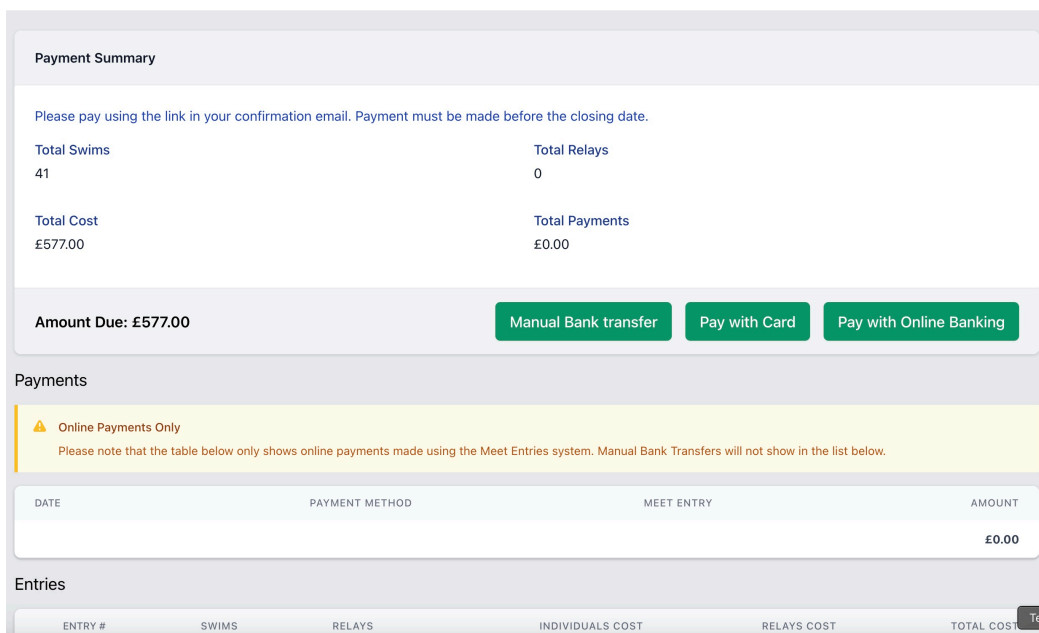 Payment Summary
Please pay using the link in your confirmation email. Payment must be made before the closing date.
Total Swims Total Relays
41 0
Total Cost Total Payments
£577.00 £0.00
Amount Due: £577.00 Manual Bank transfer Pay with Card Pay with Online Banking
Payments
Online Payments Only
Please note that the table below only shows online payments made using the Meet Entries system. Manual Bank Transfers will not show in the list below.
DATE PAYMENT METHOD MEET ENTRY AMOUNT
£0.00
Entries
ENTRY # SWIMS RELAYS INDIVIDUALS COST RELAYS COST TOTAL COST